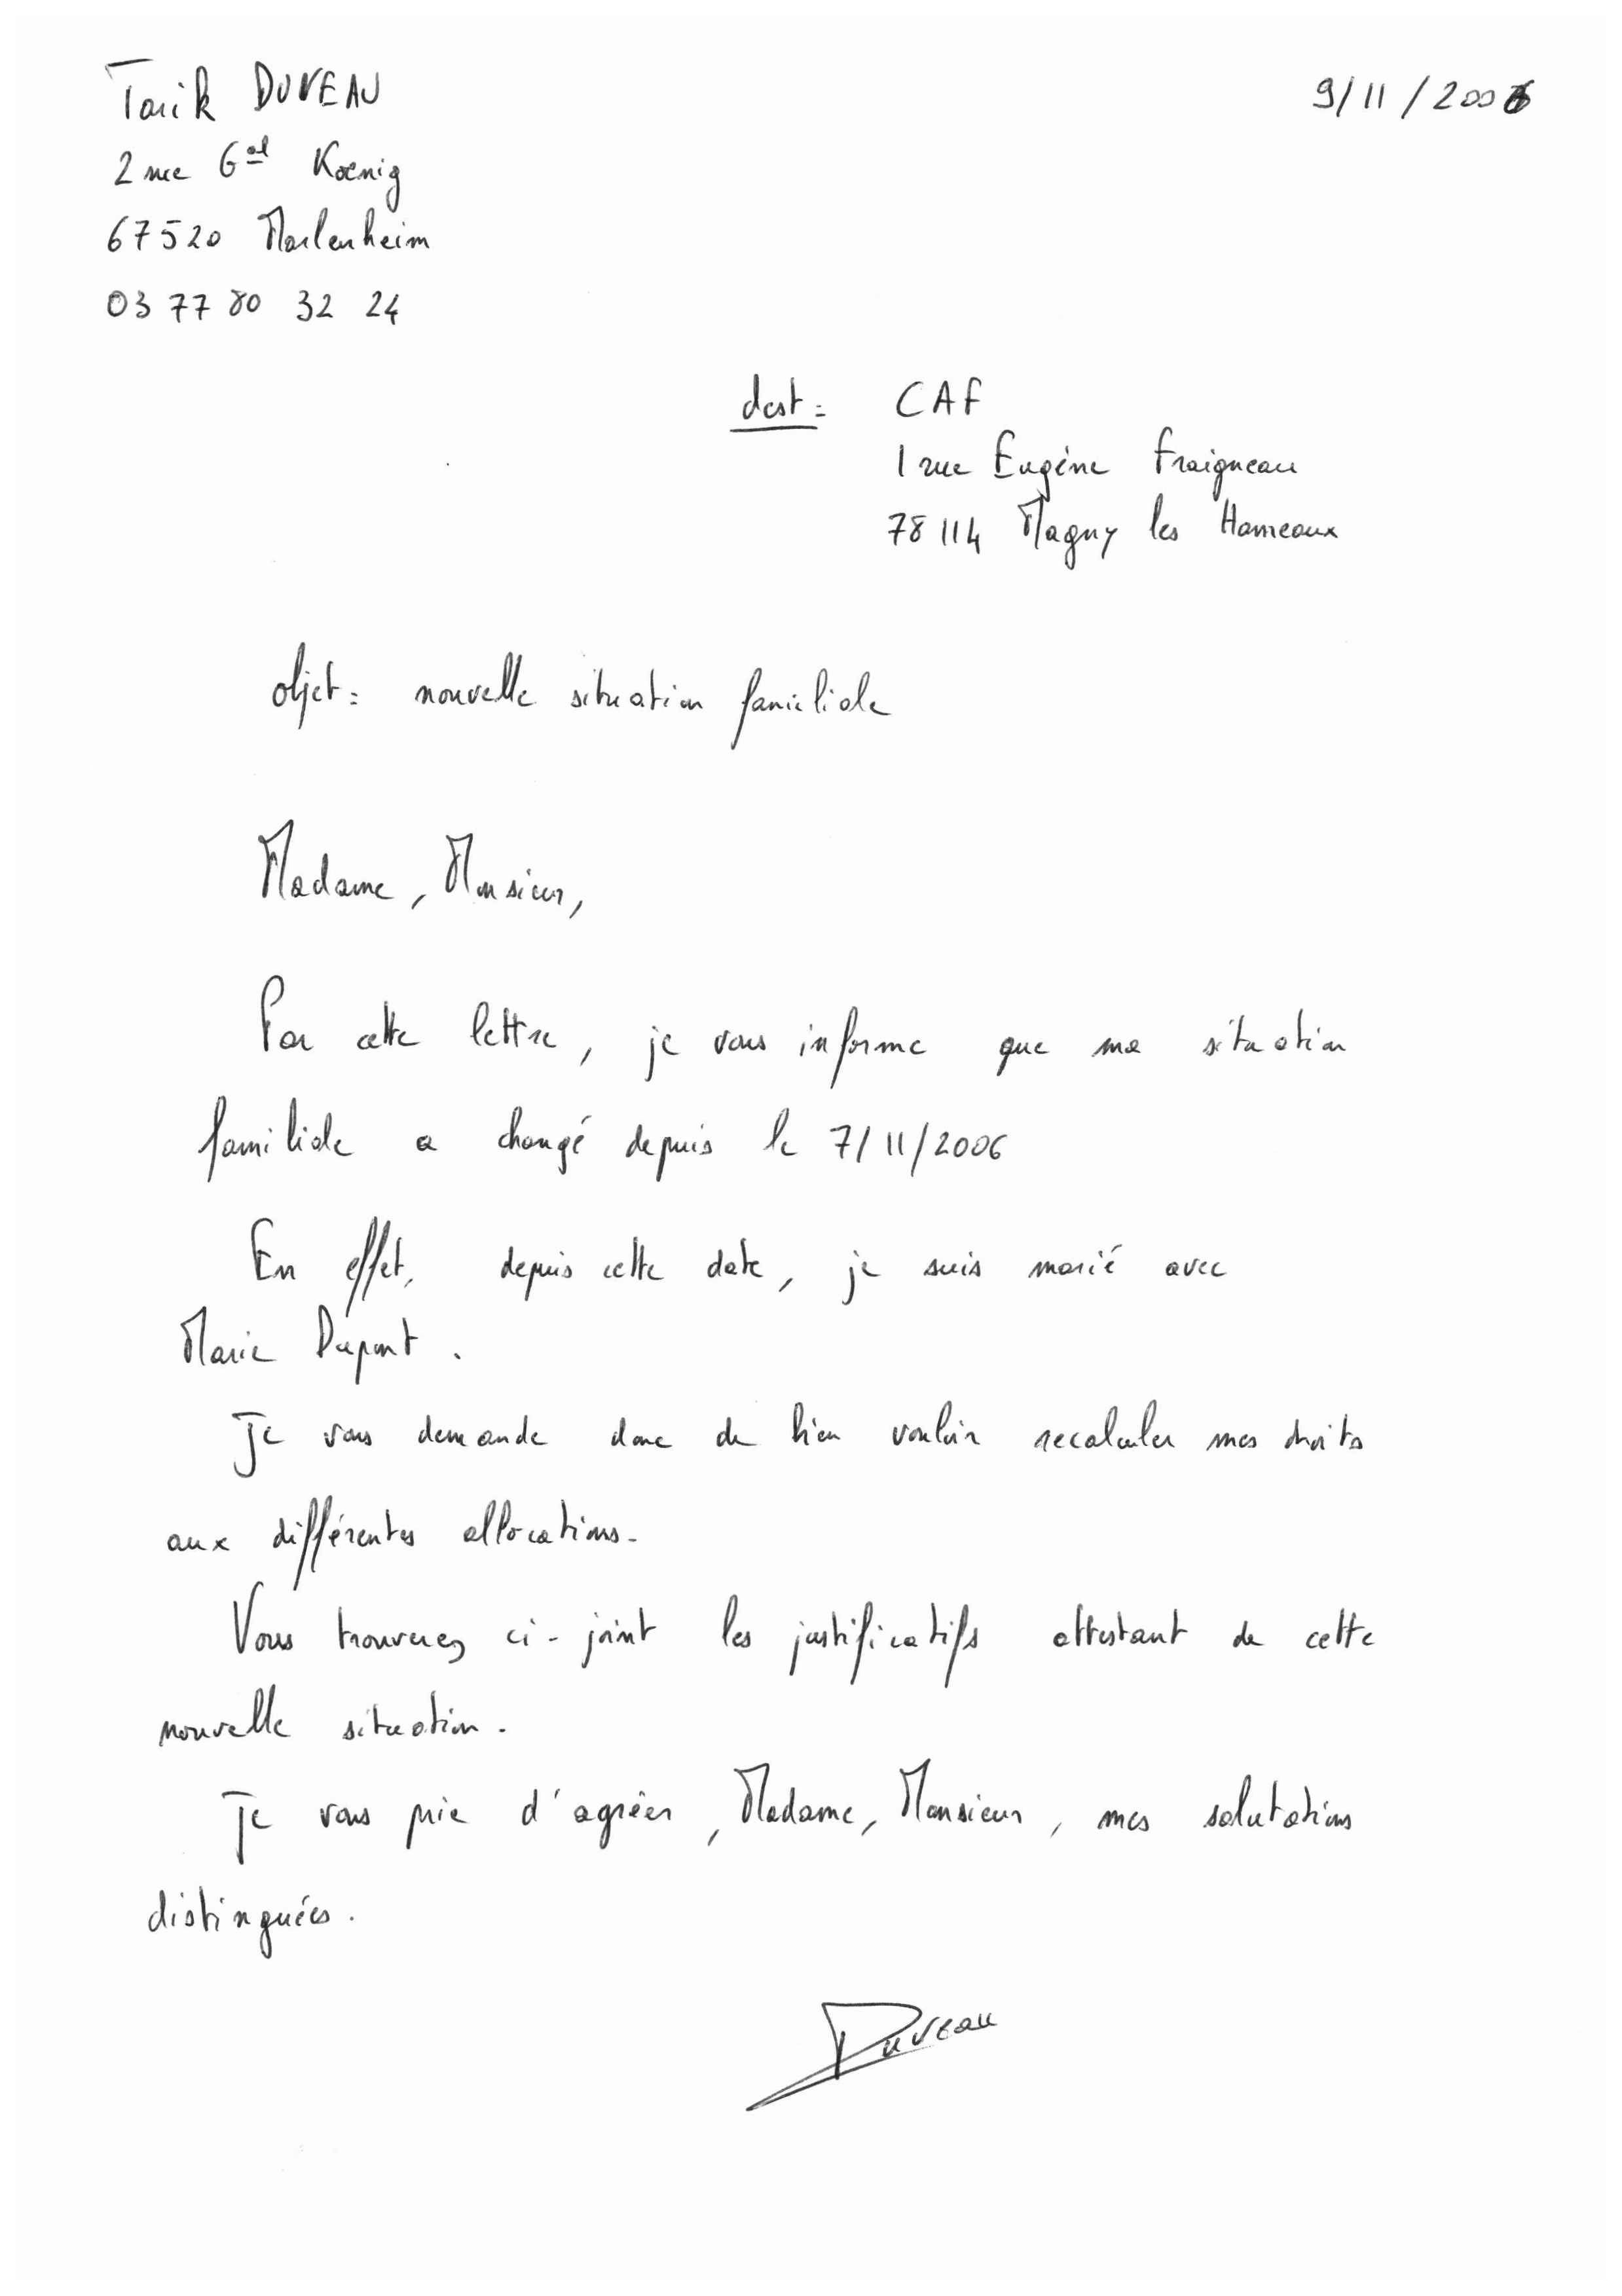 Tarik DUVEAU
9/11/2006
2 rue Gal Koenig
67520 Marlenheim
03 77 80 32 24
dest : CAF
1 rue Eugène Fraigneau
78114 Magny les Hameaux
objet : nouvelle situation familiale
Madame, Monsieur,
Par cette lettre, je vous informe que ma situation
familiale a changé depuis le 7/11/2006
En effet, depuis cette date, je suis marié avec
Marie Dupont.
Je vous demande donc de bien vouloir recalculer mes droits
aux différentes allocations.
Vous trouverez ci-joint les justificatifs attestant de cette
nouvelle situation.
Je vous prie d'agréer, Madame, Monsieur, mes salutations
distinguées.
Duveau